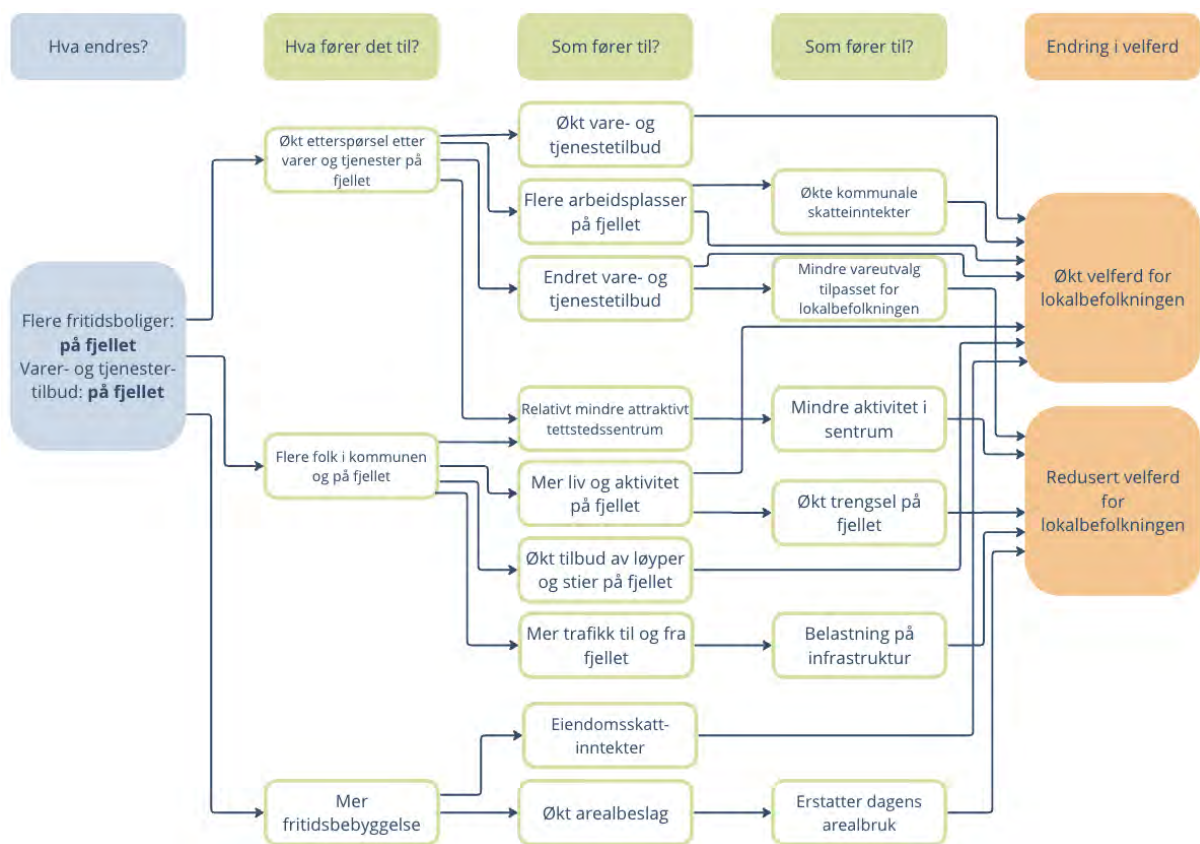 Hva endres?
Hva fører det til?
Som fører til?
Som fører til?
Endring i velferd
Flere fritidsboliger:
på fjellet
Varer- og tjenester-
tilbud: på fjellet
Økt etterspørsel etter
varer og tjenester på
fjellet
Flere folk i kommunen
og på fjellet
Mer
fritidsbebyggelse
Økt vare- og
tjenestetilbud
Flere arbeidsplasser
på fjellet
Endret vare- og
tjenestetilbud
Relativt mindre attraktivt
tettstedssentrum
Mer liv og aktivitet
på fjellet
Økt tilbud av løyper
og stier på fjellet
Mer trafikk til og fra
fjellet
Eiendomsskatt-
inntekter
Økt arealbeslag
Økte kommunale
skatteinntekter
Mindre vareutvalg
tilpasset for
lokalbefolkningen
Mindre aktivitet i
sentrum
Økt trengsel på
fjellet
Belastning på
infrastruktur
Erstatter dagens
arealbruk
Økt velferd for
lokalbefolkningen
Redusert velferd
for
lokalbefolkningen